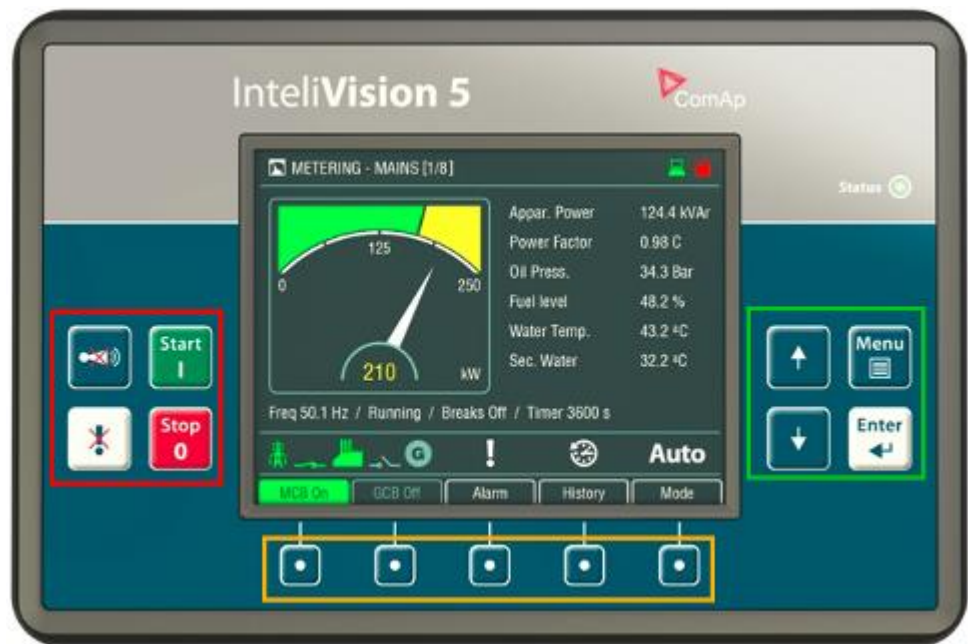 InteliVision 5
ComAp
METERING - MAINS [1/8]
Status
Appar. Power 124.4 kVAr
Power Factor 0.98 C
Oil Press. 34.3 Bar
Fuel level 48.2 %
Water Temp. 43.2 ºC
Sec. Water 32.2 ºC
0 125 250
210 kW
Freq 50.1 Hz / Running / Breaks Off / Timer 3600 s
G ! Auto
MCB On GCB Off Alarm History Mode
Start
I
Stop
0
Menu
Enter